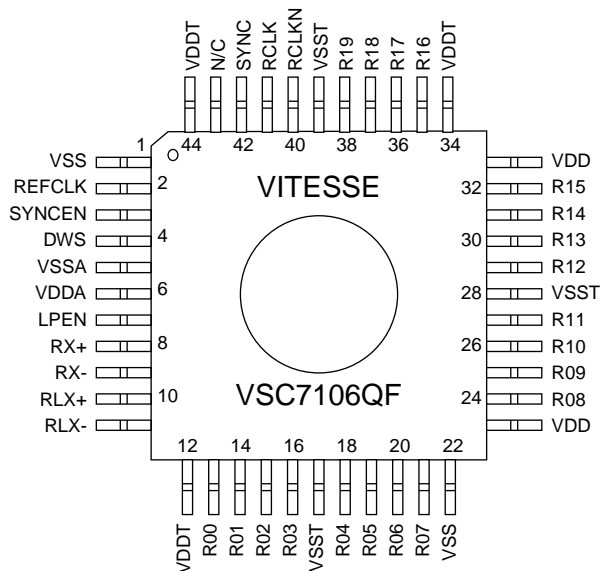 VDDT
N/C
SYNC
RCLK
RCLKN
VSST
R19
R18
R17
R16
VDDT
44
42
40
38
36
34
1
VSS
REFCLK
2
SYNCEN
DWS
4
VSSA
VDDA
6
LPEN
RX+
8
RX-
RLX+
10
RLX-
VITESSE
VSC7106QF
VDD
32
R15
R14
30
R13
R12
28
VSST
R11
26
R10
R09
24
R08
VDD
12
14
16
18
20
22
VDDT
R00
R01
R02
R03
VSST
R04
R05
R06
R07
VSS